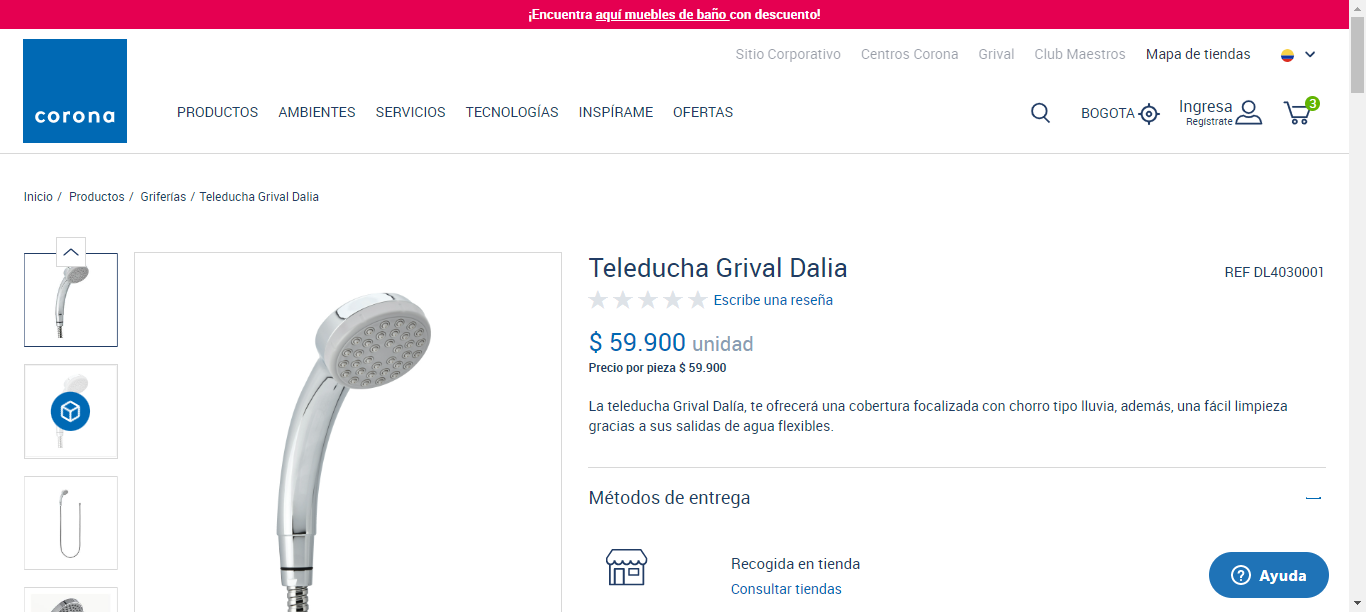 ¡Encuentra aquí muebles de baño con descuento!
Sitio Corporativo Centros Corona Grival Club Maestros Mapa de tiendas
corona
PRODUCTOS AMBIENTES SERVICIOS TECNOLOGÍAS INSPÍRAME OFERTAS
BOGOTA
Ingresa
Regístrate
3
Inicio / Productos / Griferías / Teleducha Grival Dalia
Teleducha Grival Dalia
REF DL4030001
Escribe una reseña
$ 59.900 unidad
Precio por pieza $ 59.900
La teleducha Grival Dalía, te ofrecerá una cobertura focalizada con chorro tipo lluvia, además, una fácil limpieza
gracias a sus salidas de agua flexibles.
Métodos de entrega
Recogida en tienda
Consultar tiendas
? Ayuda